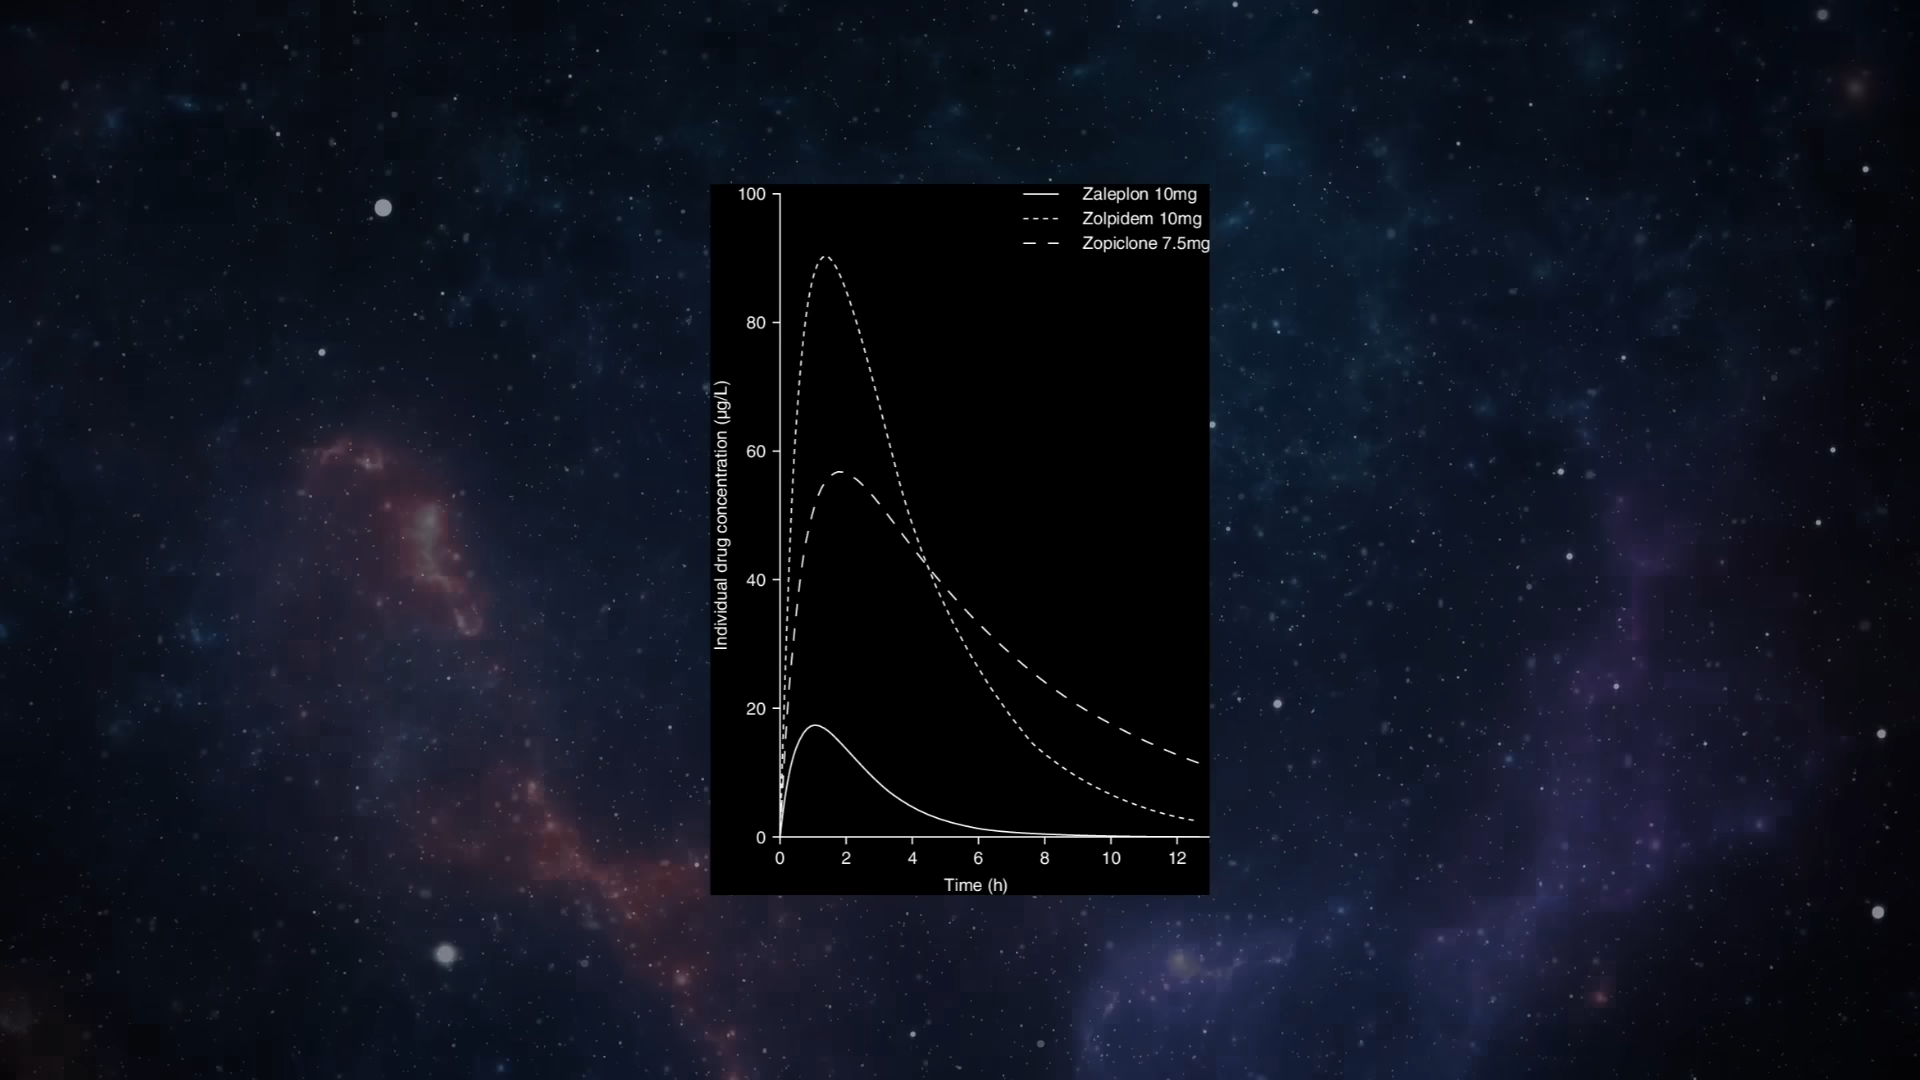 Zaleplon 10mg
Zolpidem 10mg
Zopiclone 7.5mg
Individual drug concentration (µg/L)
100
80
60
40
20
0
0 2 4 6 8 10 12
Time (h)